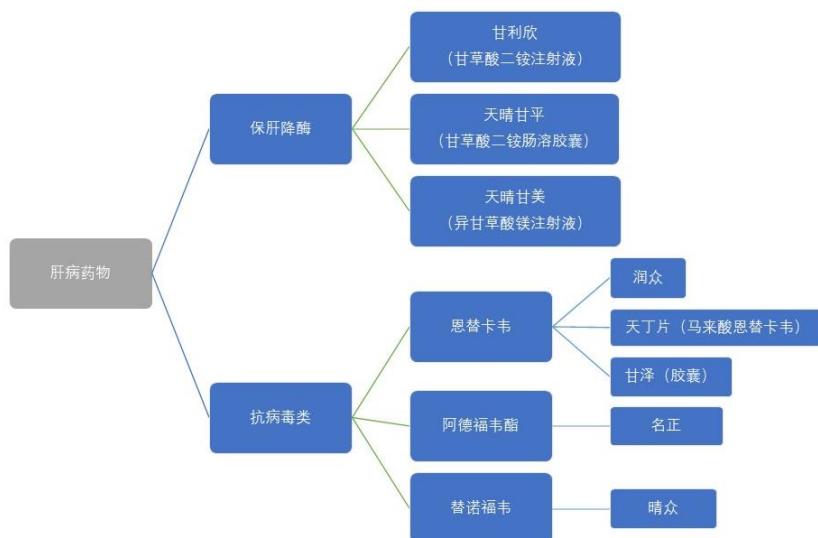 肝病药物
保肝降酶
甘利欣
（甘草酸二铵注射液）
天晴甘平
（甘草酸二铵肠溶胶囊）
天晴甘美
（异甘草酸镁注射液）
抗病毒类
恩替卡韦
润众
天丁片（马来酸恩替卡韦）
甘泽（胶囊）
阿德福韦酯
名正
替诺福韦
晴众